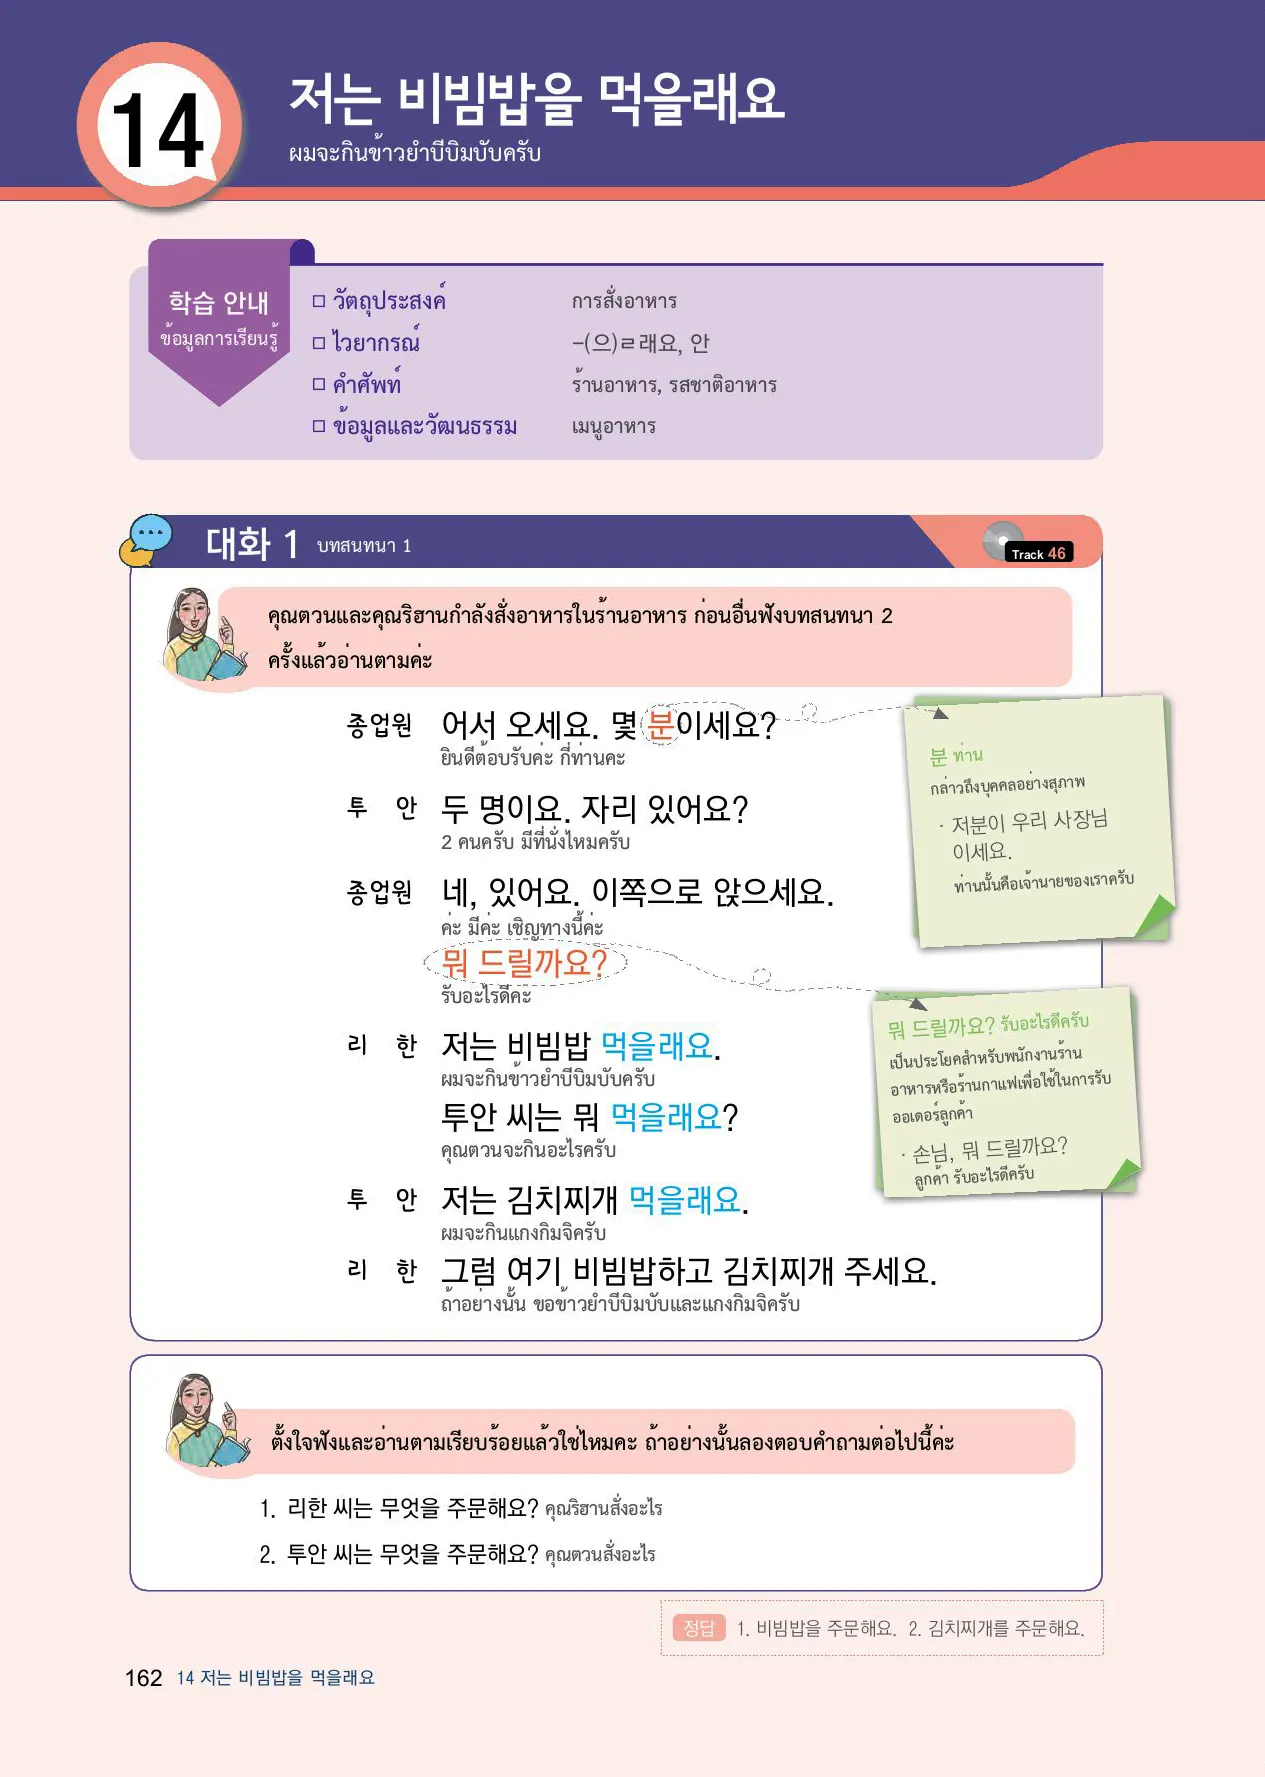 14
저는 비빔밥을 먹을래요
ผมจะกินข้าวยำบีบิมบับครับ
학습 안내
ข้อมูลการเรียนรู้
□ วัตถุประสงค์ การสั่งอาหาร
□ ไวยากรณ์ -(으)ㄹ래요, 안
□ คำศัพท์ ร้านอาหาร, รสชาติอาหาร
□ ข้อมูลและวัฒนธรรม เมนูอาหาร
대화 1 บทสนทนา 1
Track 46
คุณตวนและคุณริฮานกำลังสั่งอาหารในร้านอาหาร ก่อนอื่นฟังบทสนทนา 2
ครั้งแล้วอ่านตามค่ะ
종업원 어서 오세요. 몇 분이세요?
ยินดีต้อบรับค่ะ กี่ท่านคะ
투 안 두 명이요. 자리 있어요?
2 คนครับ มีที่นั่งไหมครับ
종업원 네, 있어요. 이쪽으로 앉으세요.
ค่ะ มีค่ะ เชิญทางนี้ค่ะ
뭐 드릴까요?
รับอะไรดีคะ
리 한 저는 비빔밥 먹을래요.
ผมจะกินข้าวยำบีบิมบับครับ
투안 씨는 뭐 먹을래요?
คุณตวนจะกินอะไรครับ
투 안 저는 김치찌개 먹을래요.
ผมจะกินแกงกิมจิครับ
리 한 그럼 여기 비빔밥하고 김치찌개 주세요.
ถ้าอย่างนั้น ขอข้าวยำบีบิมบับและแกงกิมจิครับ
분 ท่าน
กล่าวถึงบุคคลอย่างสุภาพ
· 저분이 우리 사장님
이세요.
ท่านนั้นคือเจ้านายของเราครับ
뭐 드릴까요? รับอะไรดีครับ
เป็นประโยคสำหรับพนักงานร้าน
อาหารหรือร้านกาแฟเพื่อใช้ในการรับ
ออเดอร์ลูกค้า
· 손님, 뭐 드릴까요?
ลูกค้า รับอะไรดีครับ
ตั้งใจฟังและอ่านตามเรียบร้อยแล้วใช่ไหมคะ ถ้าอย่างนั้นลองตอบคำถามต่อไปนี้ค่ะ
1. 리한 씨는 무엇을 주문해요? คุณริฮานสั่งอะไร
2. 투안 씨는 무엇을 주문해요? คุณตวนสั่งอะไร
정답 1. 비빔밥을 주문해요. 2. 김치찌개를 주문해요.
162 14 저는 비빔밥을 먹을래요